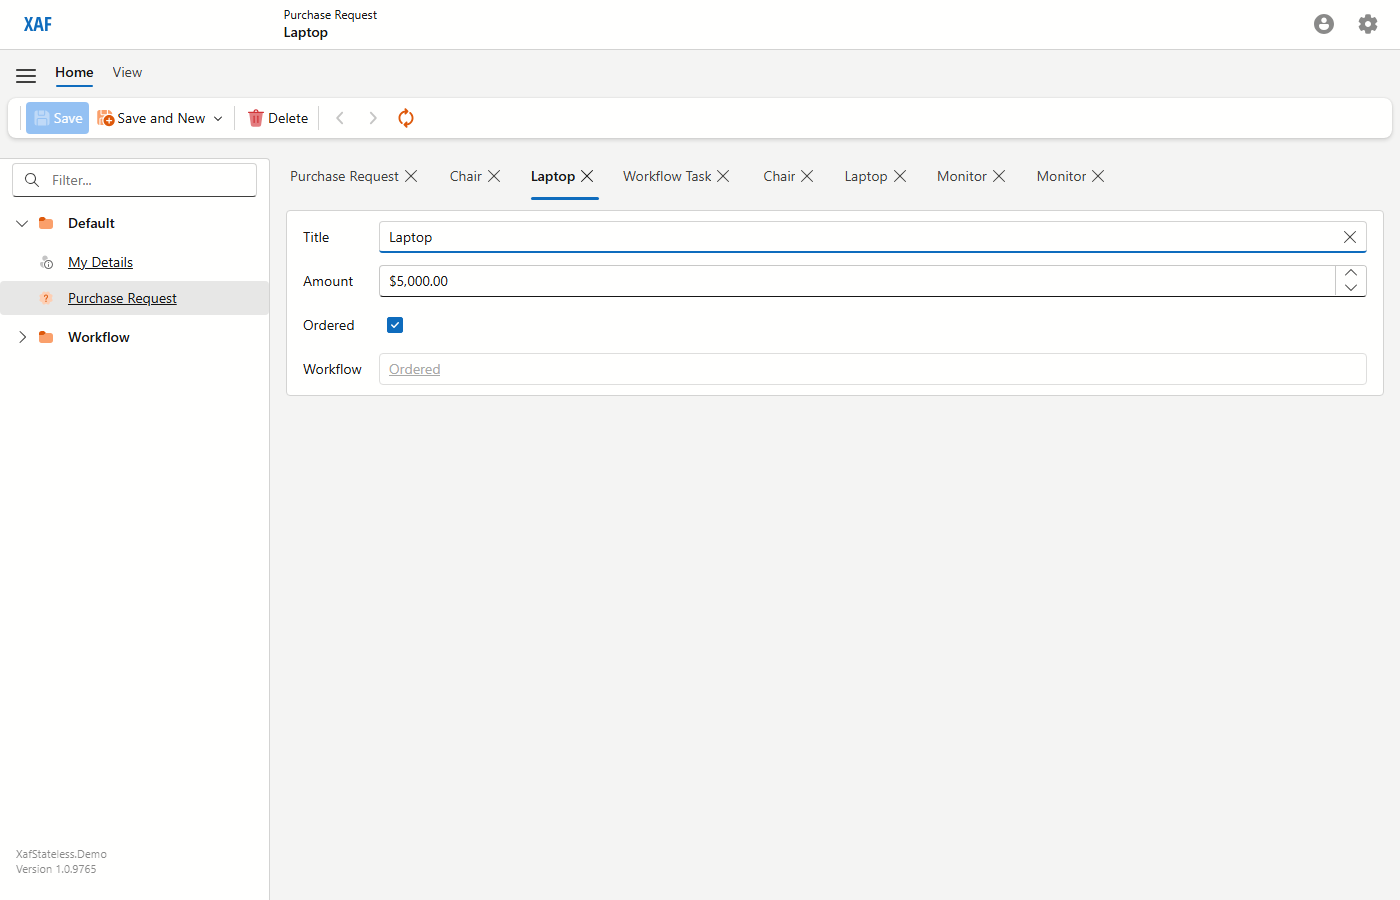 XAF
Purchase Request
Laptop
Home View
Save Save and New Delete
Filter...
Default
My Details
Purchase Request
Workflow
Purchase Request Chair Laptop Workflow Task Chair Laptop Monitor Monitor
Title Laptop
Amount $5,000.00
Ordered
Workflow Ordered
XafStateless.Demo
Version 1.0.9765